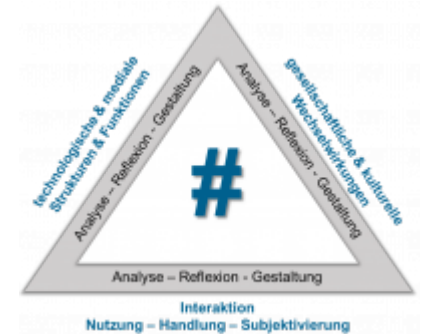 technologische & mediale
Strukturen & Funktionen
Analyse – Reflexion - Gestaltung
gesellschaftliche & kulturelle
Wechselwirkungen
Analyse – Reflexion - Gestaltung
#
Analyse – Reflexion - Gestaltung
Interaktion
Nutzung – Handlung – Subjektivierung